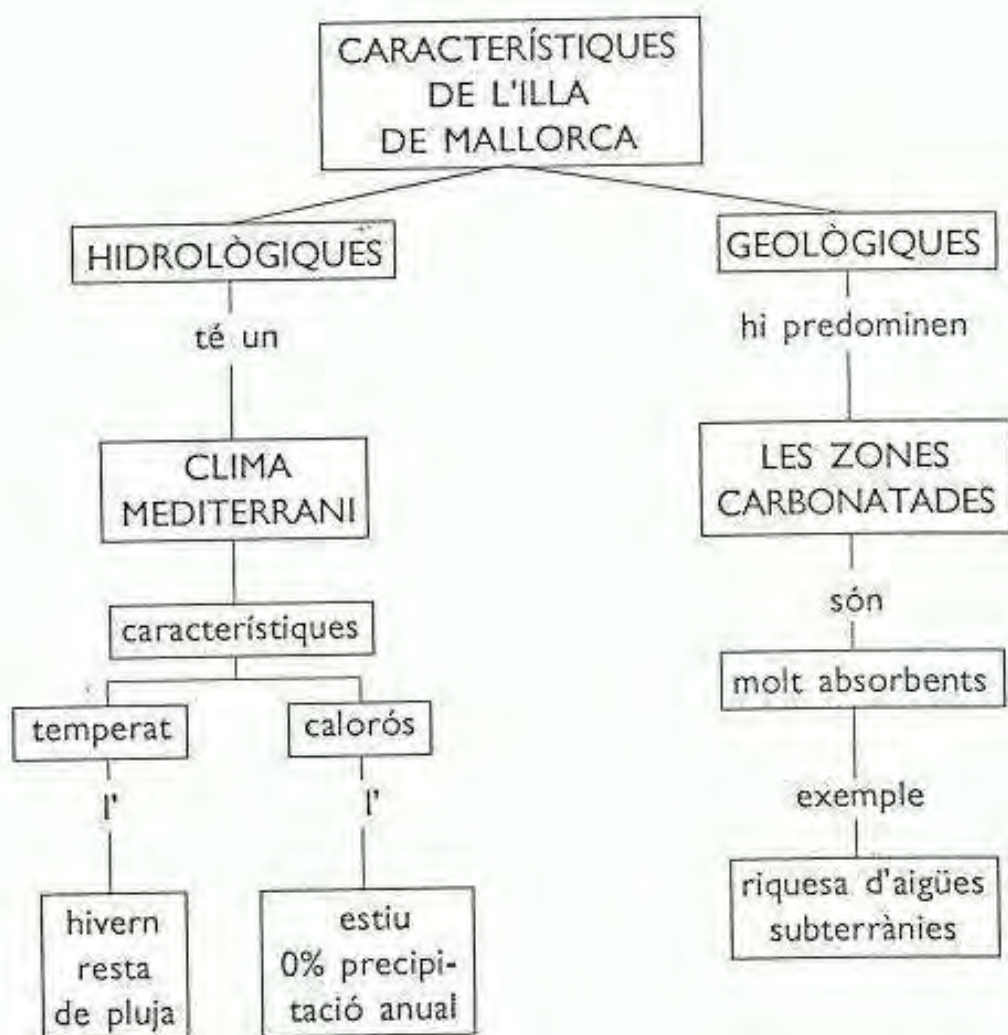 CARACTERÍSTIQUES
DE L'ILLA
DE MALLORCA
HIDROLÒGIQUES
GEOLÒGIQUES
té un
hi predominen
CLIMA
MEDITERRANI
LES ZONES
CARBONATADES
característiques
són
molt absorbents
temperat
calorós
l'
l'
exemple
hivern
resta
de pluja
estiu
0% precipi-
tació anual
riquesa d'aigües
subterrànies